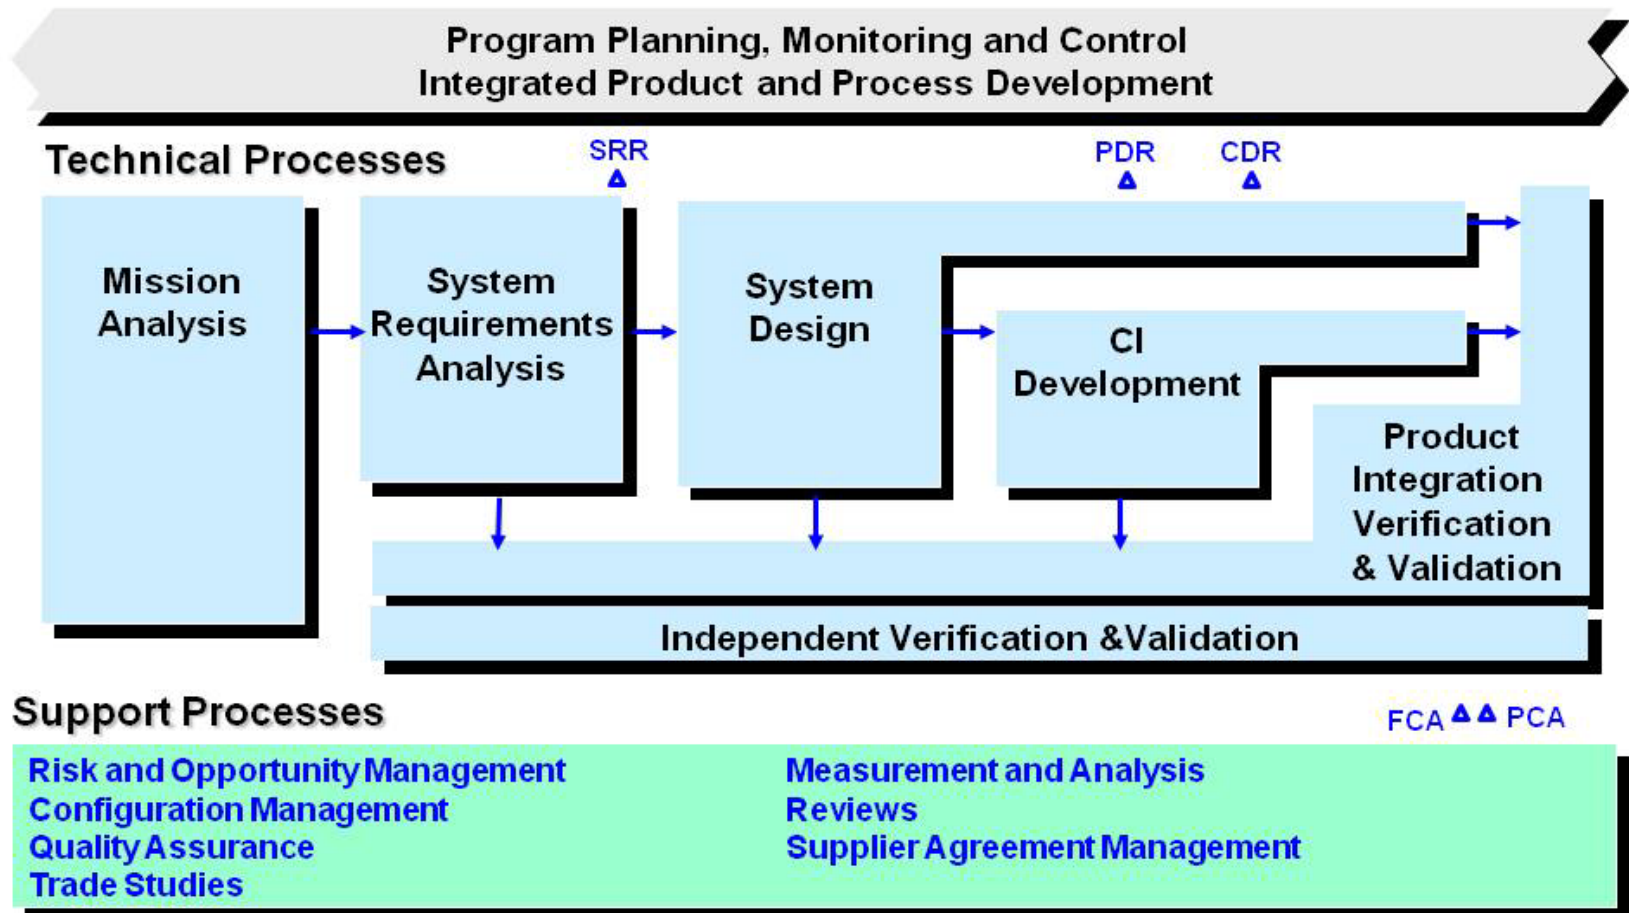 Program Planning, Monitoring and Control
Integrated Product and Process Development
Technical Processes
SRR
PDR
CDR
Mission
Analysis
System
Requirements
Analysis
System
Design
CI
Development
Product
Integration
Verification
& Validation
Independent Verification &Validation
Support Processes
FCA
PCA
Risk and Opportunity Management
Configuration Management
Quality Assurance
Trade Studies
Measurement and Analysis
Reviews
Supplier Agreement Management